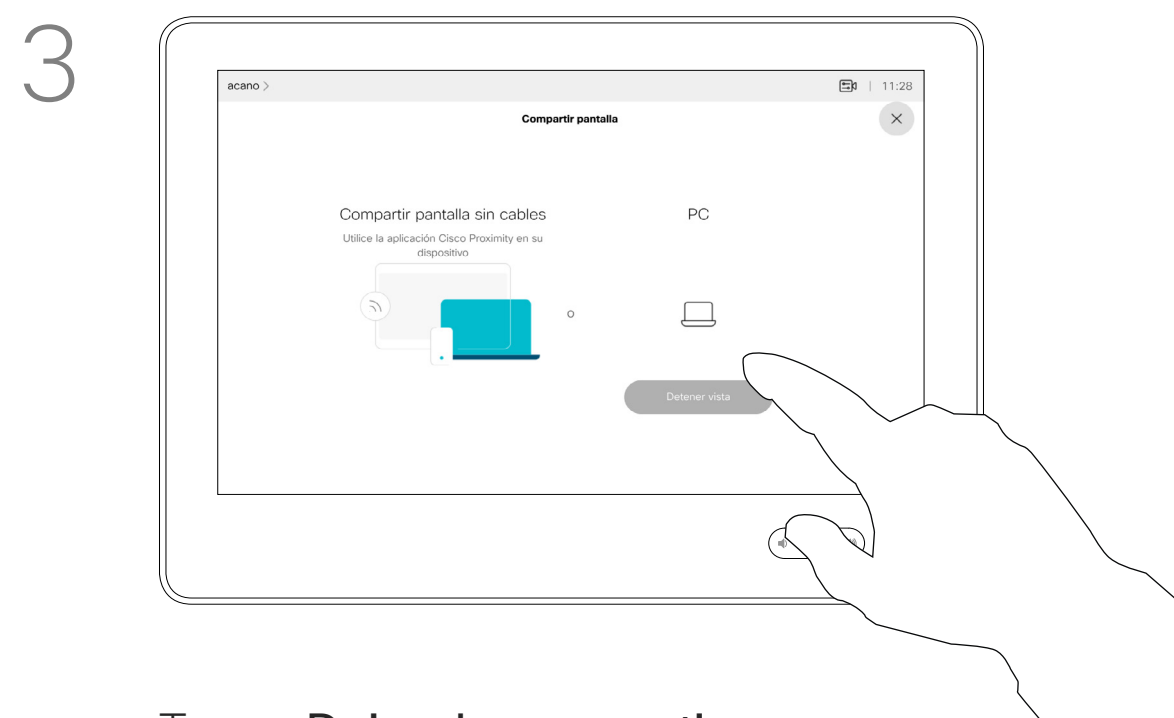 3
acano >
11:28
Compartir pantalla
Compartir pantalla sin cables
Utilice la aplicación Cisco Proximity en su
dispositivo
o
PC
Detener vista